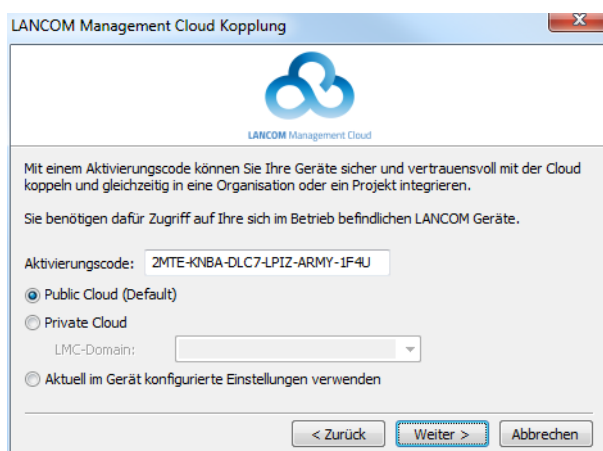 LANCOM Management Cloud Kopplung
LANCOM Management Cloud
Mit einem Aktivierungscode können Sie Ihre Geräte sicher und vertrauensvoll mit der Cloud
koppeln und gleichzeitig in eine Organisation oder ein Projekt integrieren.
Sie benötigen dafür Zugriff auf Ihre sich im Betrieb befindlichen LANCOM Geräte.
Aktivierungscode: 2MTE-KNBA-DLC7-LPIZ-ARMY-1F4U
Public Cloud (Default)
Private Cloud
LMC-Domain:
Aktuell im Gerät konfigurierte Einstellungen verwenden
< Zurück Weiter > Abbrechen